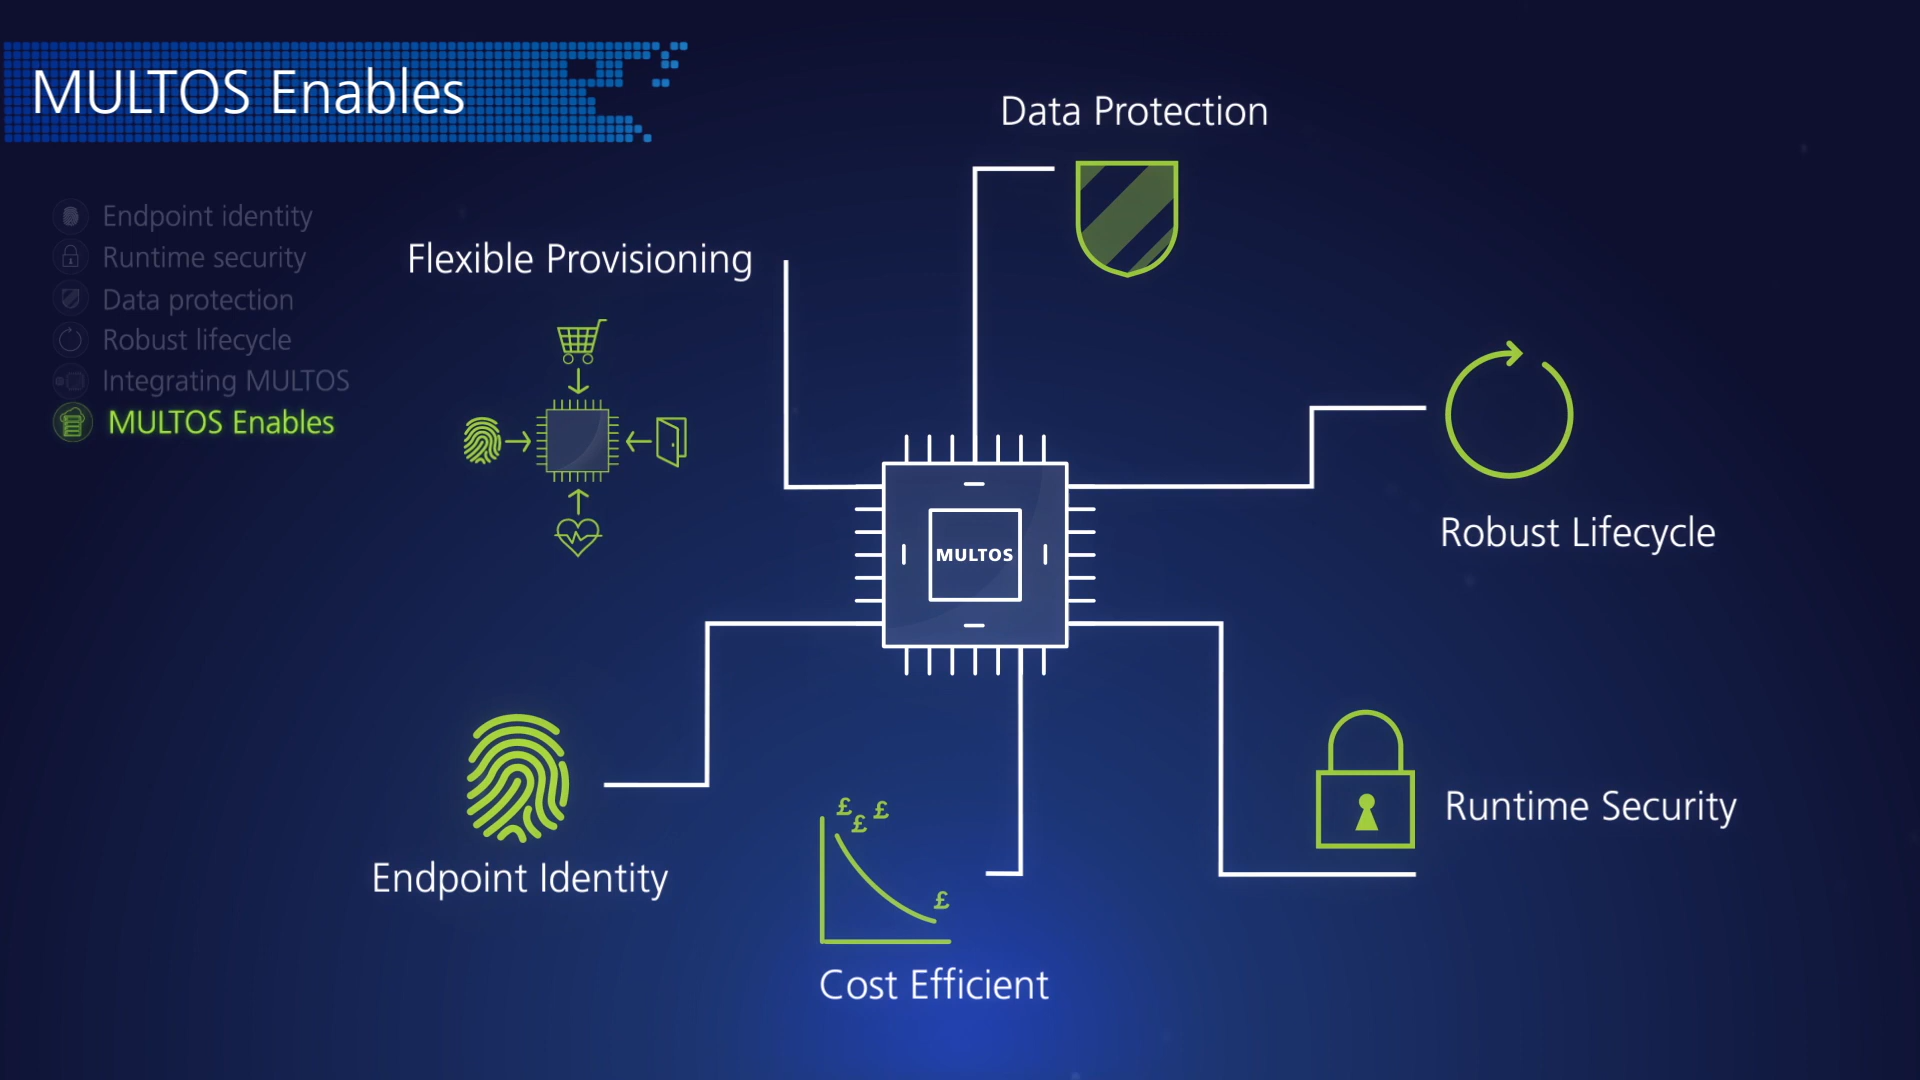 MULTOS Enables
Endpoint identity
Runtime security
Data protection
Robust lifecycle
Integrating MULTOS
MULTOS Enables
Data Protection
Flexible Provisioning
Robust Lifecycle
MULTOS
Runtime Security
Endpoint Identity
£ £ £
£
Cost Efficient